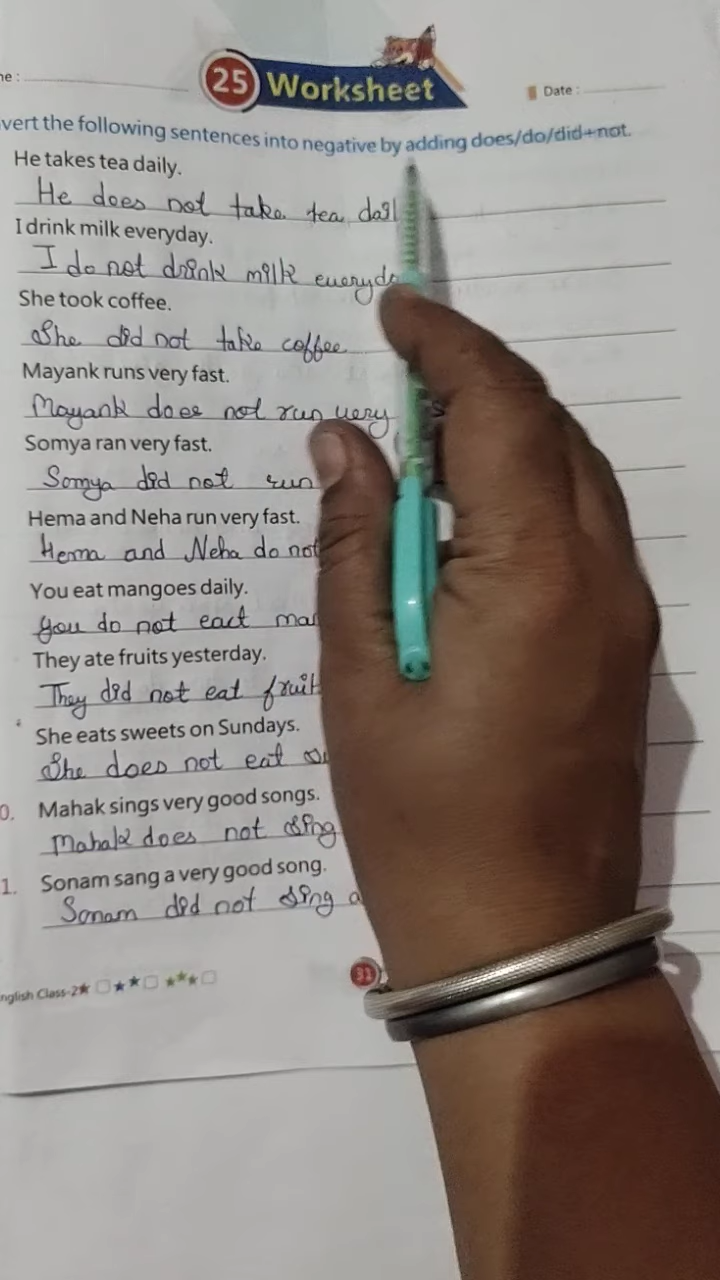 ne :
25 Worksheet
Date :
vert the following sentences into negative by adding does/do/did+not.
He takes tea daily.
He does not take tea dail
I drink milk everyday.
I do not drink milk everyda
She took coffee.
She did not take coffee
Mayank runs very fast.
Mayank does not run very
Somya ran very fast.
Somya did not run
Hema and Neha run very fast.
Hema and Neha do not
You eat mangoes daily.
You do not eact man
They ate fruits yesterday.
They did not eat fruit
She eats sweets on Sundays.
She does not eat
0. Mahak sings very good songs.
Mahak does not sing
1. Sonam sang a very good song.
Sonam did not sing a
nglish Class-2
31